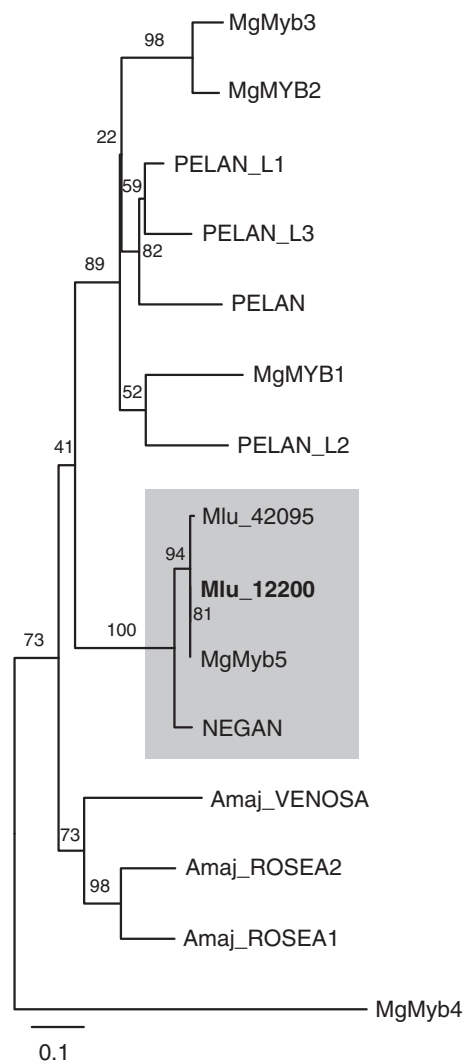 MgMyb3
98
MgMYB2
22
PELAN_L1
59
PELAN_L3
82
89
PELAN
MgMYB1
52
PELAN_L2
41
Mlu_42095
94
Mlu_12200
81
100
MgMyb5
73
NEGAN
Amaj_VENOSA
73
Amaj_ROSEA2
98
Amaj_ROSEA1
MgMyb4
0.1